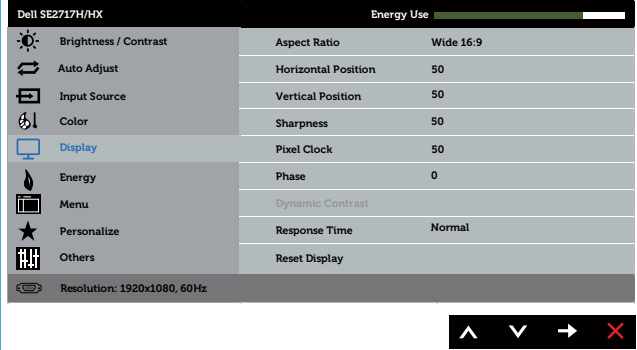 Dell SE2717H/HX Energy Use
Brightness / Contrast Aspect Ratio Wide 16:9
Auto Adjust Horizontal Position 50
Input Source Vertical Position 50
Color Sharpness 50
Display Pixel Clock 50
Energy Phase 0
Menu Dynamic Contrast
Personalize Response Time Normal
Others Reset Display
Resolution: 1920x1080, 60Hz